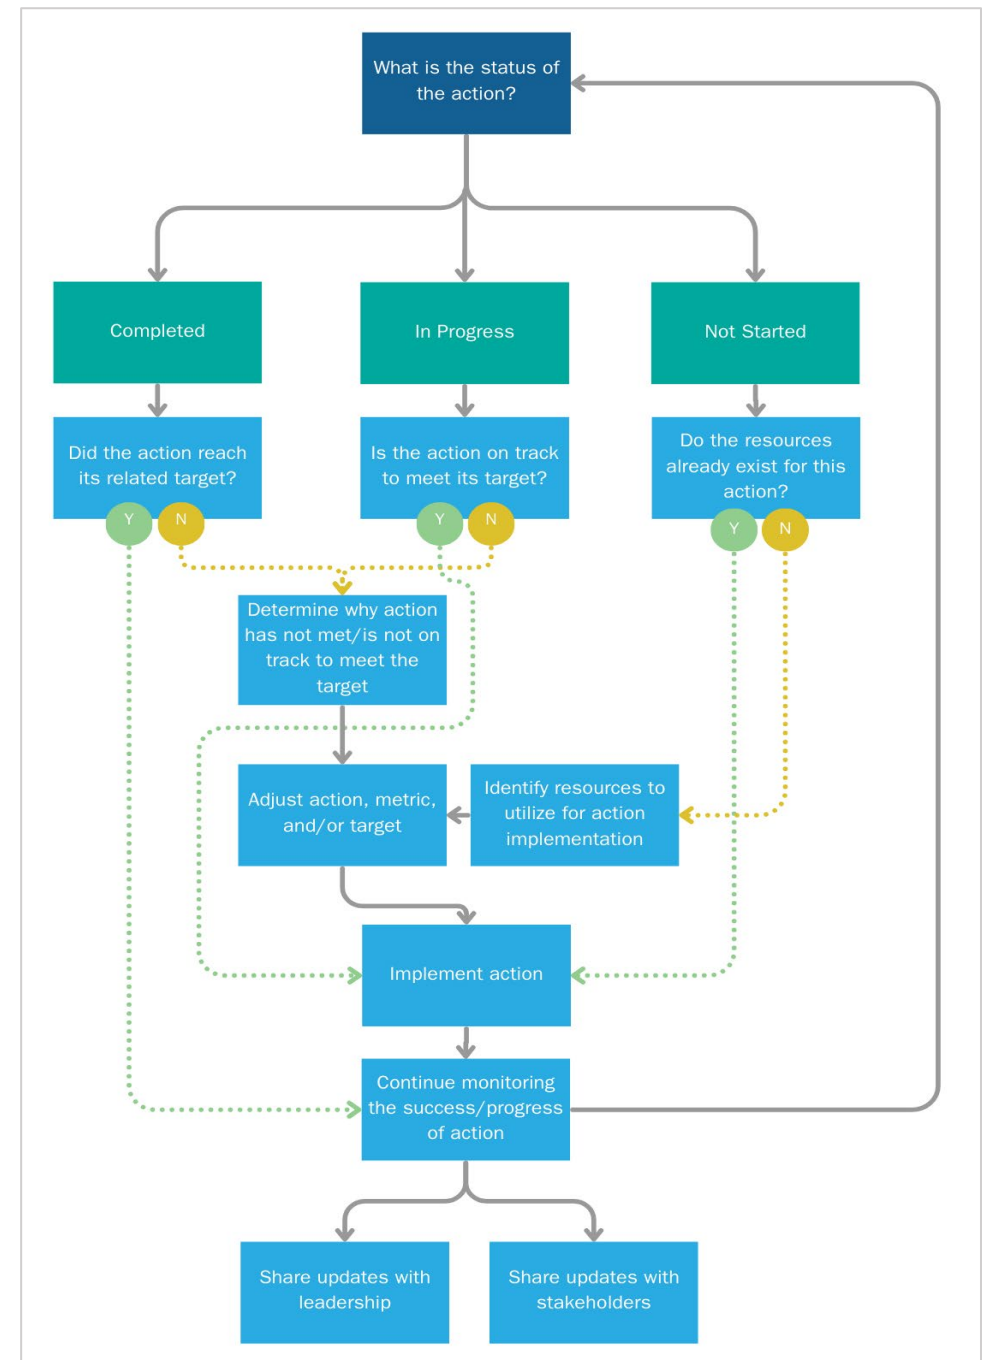 What is the status of
the action?
Completed
In Progress
Not Started
Did the action reach
its related target?
Y
N
Is the action on track
to meet its target?
Y
N
Do the resources
already exist for this
action?
Y
N
Determine why action
has not met/is not on
track to meet the
target
Adjust action, metric,
and/or target
Identify resources to
utilize for action
implementation
Implement action
Continue monitoring
the success/progress
of action
Share updates with
leadership
Share updates with
stakeholders